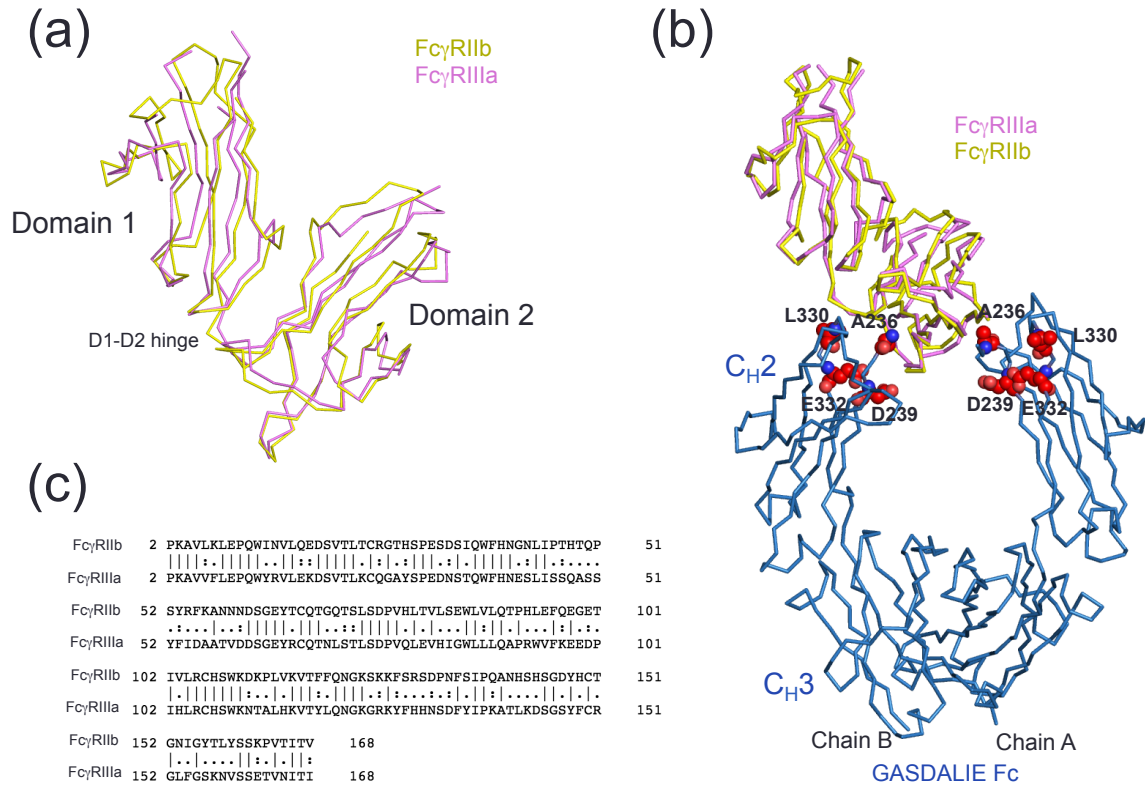 (a)
FcγRIIb
FcγRIIIa
Domain 1
Domain 2
D1-D2 hinge
(b)
FcγRIIIa
FcγRIIb
L330
A236
A236
L330
CH2
E332
D239
D239
E332
CH3
Chain B
Chain A
GASDALIE Fc
(c)
FcγRIIb 2 PKAVLKLEPQWINVLQEDSVTLTCRGTHSPESDSIQWFHNGNLIPTHTQP 51
FcγRIIIa 2 PKAVVFLEPQWYRVLEKDSVTLKCQGAYSPEDNSTQWFHNESLISSQASS 51
FcγRIIb 52 SYRFKANNNDSGEYTCQTGQTSLSDPVHLTVLSEWLVLQTPHLEFQEGET 101
FcγRIIIa 52 YFIDAATVDDSGEYRCQTNLSTLSDPVQLEVHIGWLLLQAPRWVFKEEDP 101
FcγRIIb 102 IVLRCHSWKDKPLVKVTFFQNGKSKKFSRSDPNFSIPQANHSHSGDYHCT 151
FcγRIIIa 102 IHLRCHSWKNTALHKVTYLQNGKGRKYFHHNSDFYIPKATLKDSGSYFCR 151
FcγRIIb 152 GNIGYTLYSSKPVTITV 168
FcγRIIIa 152 GLFGSKNVSSETVNITI 168